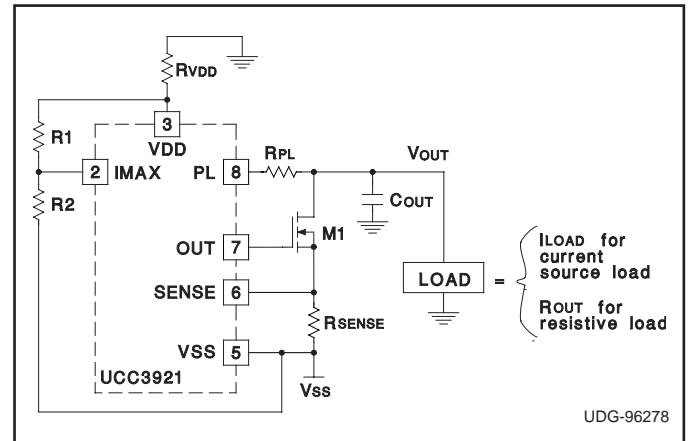 RVDD
R1
3
VDD
RPL
VOUT
2 IMAX
PL 8
R2
COUT
M1
OUT 7
ILOAD for
current
source load
LOAD =
SENSE 6
ROUT for
resistive load
RSENSE
VSS 5
UCC3921
VSS
UDG-96278